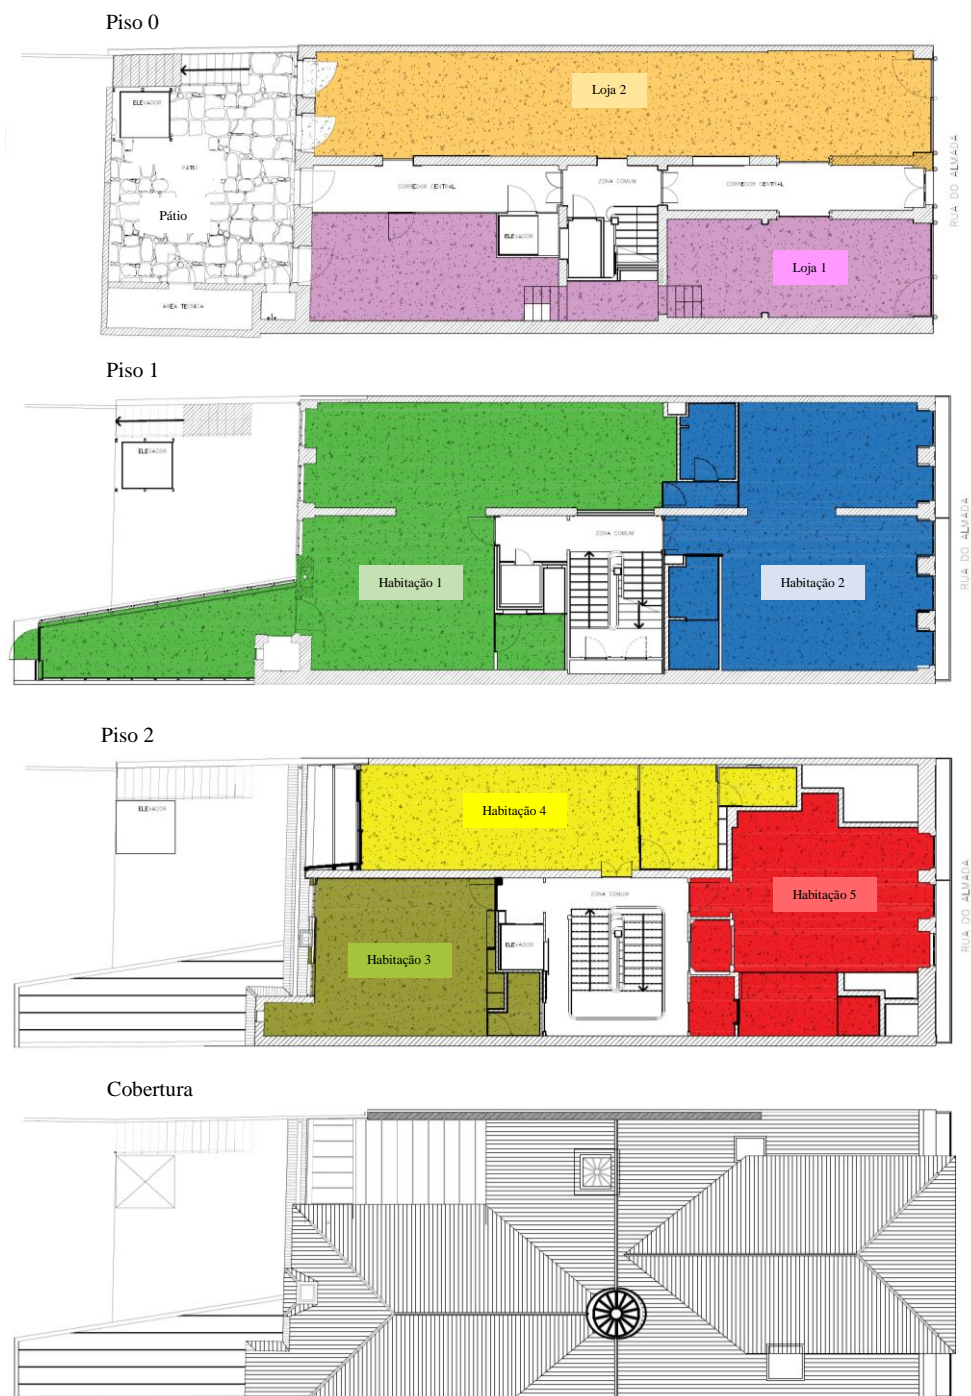 Piso 0
ELEVADOR
Loja 2
PÁTIO
Pátio
CORREDOR CENTRAL
ZONA COMUM
CORREDOR CENTRAL
RUA DO ALMADA
ELEVADOR
Loja 1
ÁREA TÉCNICA
Piso 1
ELEVADOR
ZONA COMUM
RUA DO ALMADA
Habitação 1
Habitação 2
Piso 2
ELEVADOR
Habitação 4
ZONA COMUM
Habitação 5
RUA DO ALMADA
ELEVADOR
Habitação 3
Cobertura